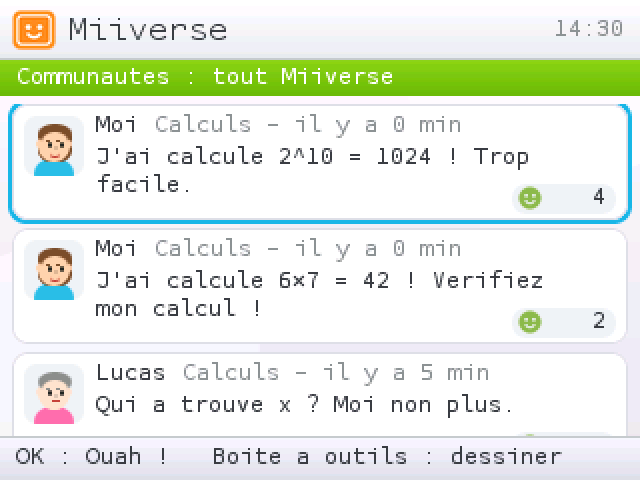 Miiverse 14:30
Communautes : tout Miiverse
Moi Calculs - il y a 0 min
J'ai calcule 2^10 = 1024 ! Trop
facile.
4
Moi Calculs - il y a 0 min
J'ai calcule 6×7 = 42 ! Verifiez
mon calcul !
2
Lucas Calculs - il y a 5 min
Qui a trouve x ? Moi non plus.
OK : Ouah ! Boite a outils : dessiner